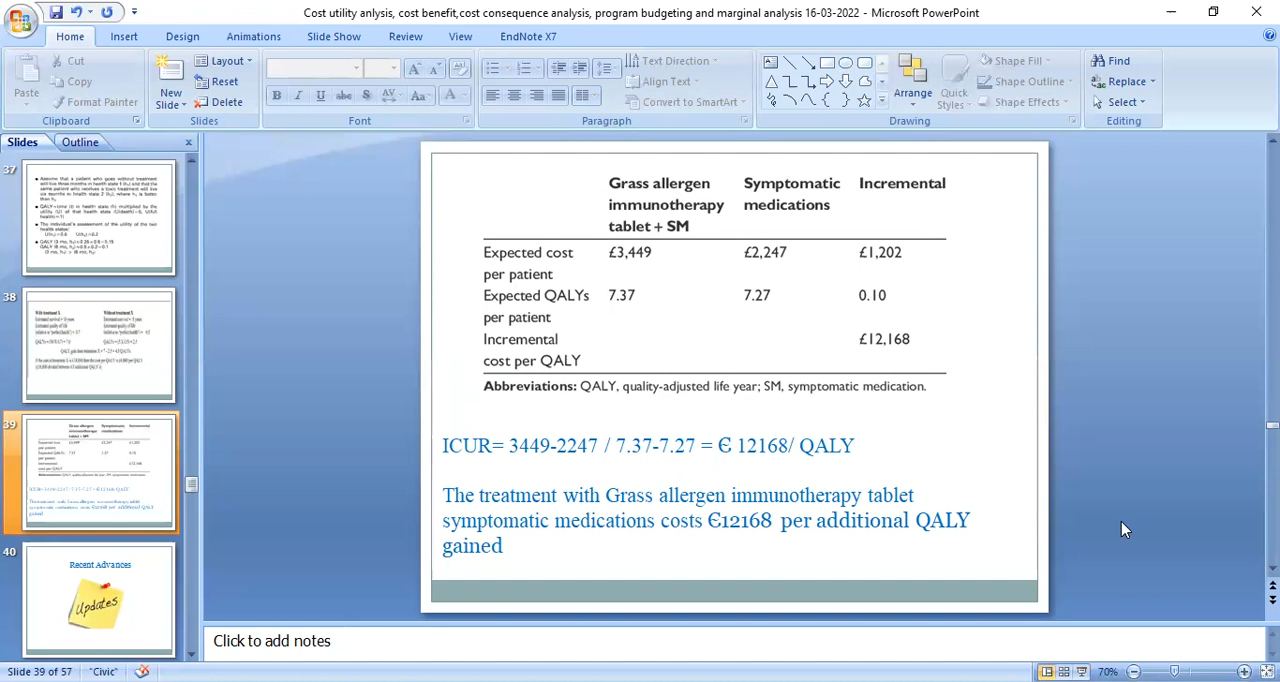 Cost utility anlysis, cost benefit,cost consequence analysis, program budgeting and marginal analysis 16-03-2022 - Microsoft PowerPoint
Home Insert Design Animations Slide Show Review View EndNote X7
Paste
Cut
Copy
Format Painter
Clipboard
New Slide
Layout
Reset
Delete
Slides
Font
Text Direction
Align Text
Convert to SmartArt
Paragraph
Arrange
Quick Styles
Shape Fill
Shape Outline
Shape Effects
Drawing
Find
Replace
Select
Editing
Slides Outline
37
38
39
40
Recent Advances
Updates
Grass allergen immunotherapy tablet + SM
Symptomatic medications
Incremental
Expected cost per patient £3,449 £2,247 £1,202
Expected QALYs per patient 7.37 7.27 0.10
Incremental cost per QALY £12,168
Abbreviations: QALY, quality-adjusted life year; SM, symptomatic medication.
ICUR= 3449-2247 / 7.37-7.27 = Є 12168/ QALY
The treatment with Grass allergen immunotherapy tablet
symptomatic medications costs Є12168 per additional QALY
gained
Click to add notes
Slide 39 of 57 "Civic" 70%